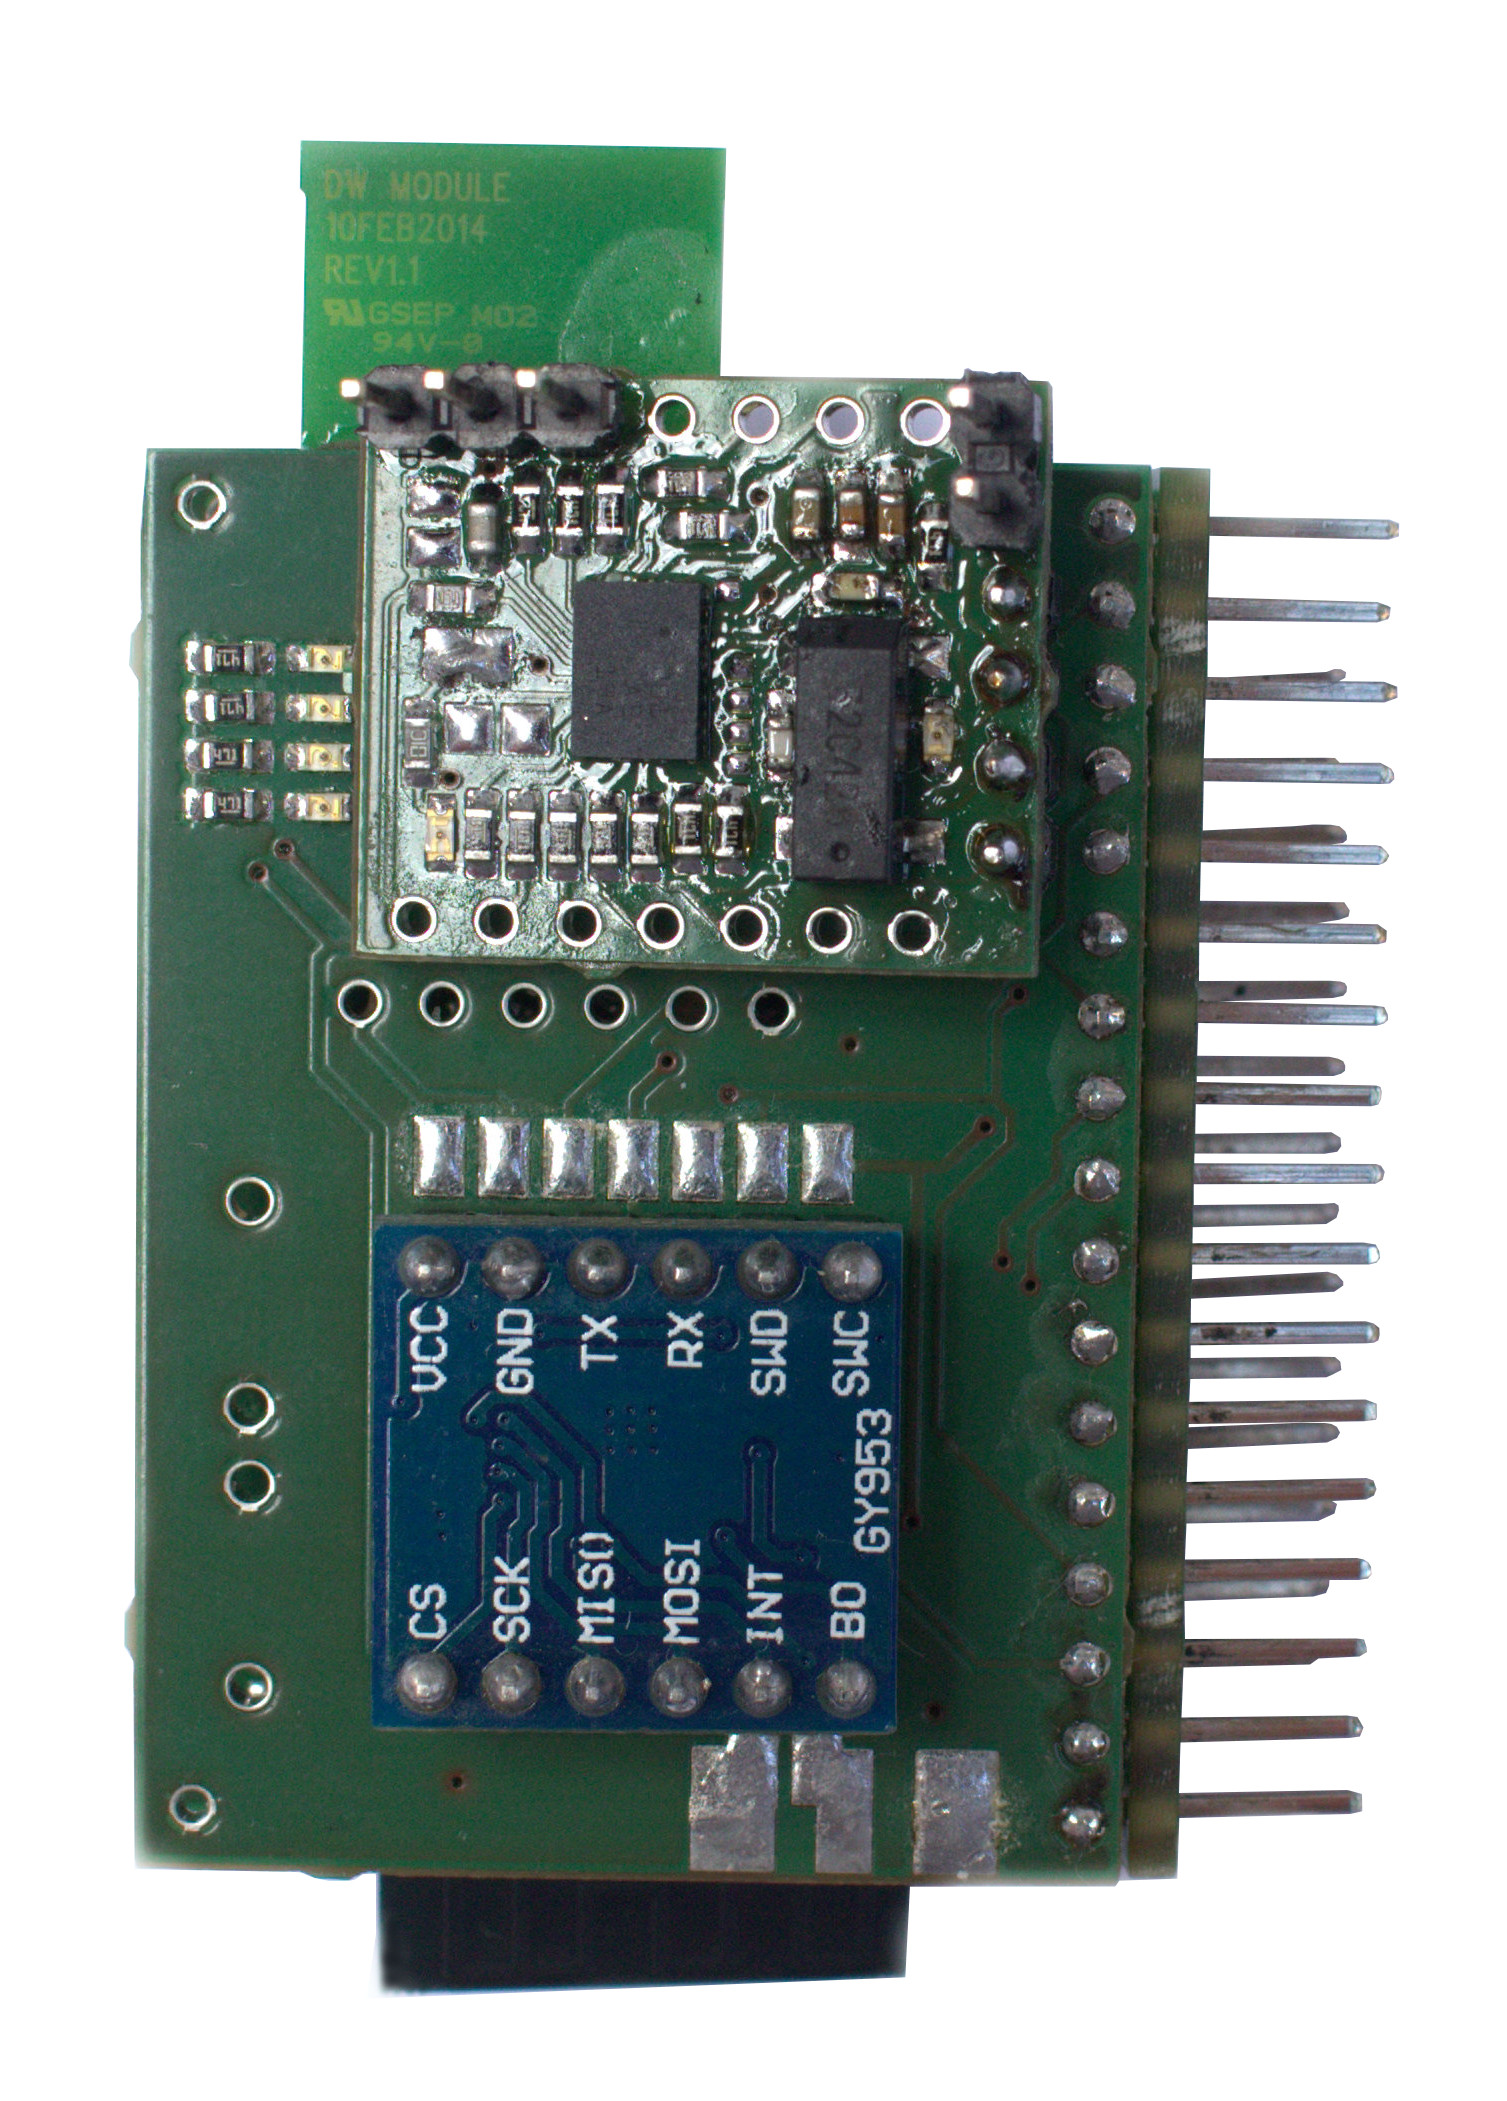 DW MODULE
10FEB2014
REV1.1
GSEP M02
94V-0
VCC
GND
TX
RX
SWD
SWC
GY953
CS
SCK
MISO
MOSI
INT
BO